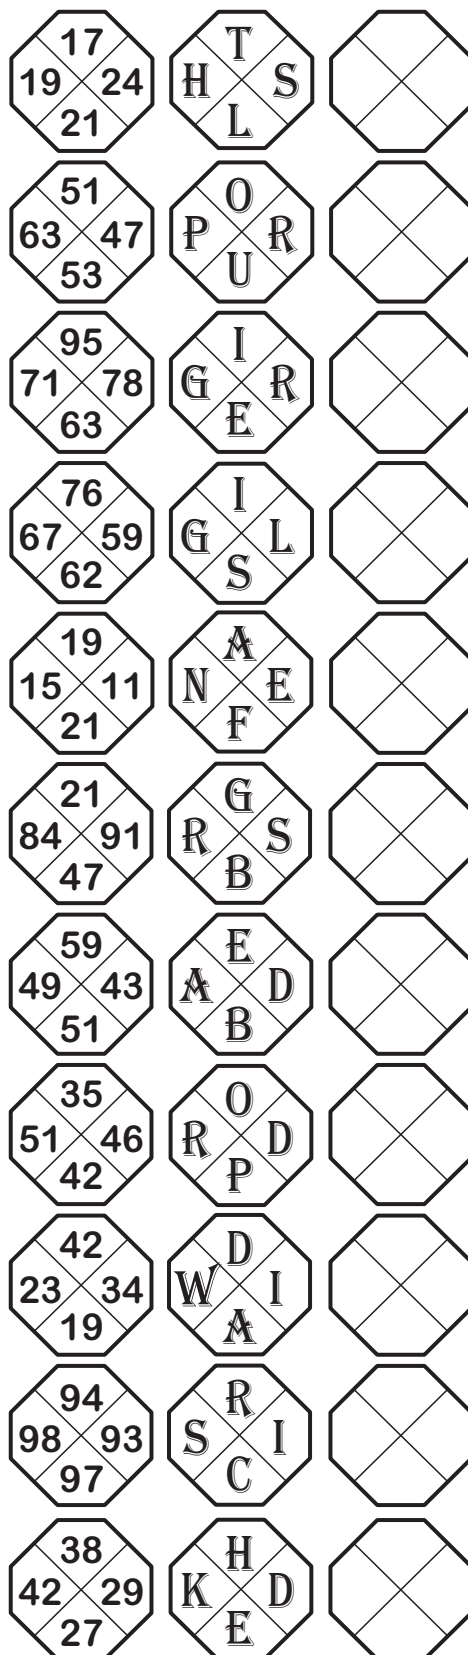 17 T
19 24 H S
21 L
51 O
63 47 P R
53 U
95 I
71 78 G R
63 E
76 I
67 59 G L
62 S
19 A
15 11 N E
21 F
21 G
84 91 R S
47 B
59 E
49 43 A D
51 B
35 O
51 46 R D
42 P
42 D
23 34 W I
19 A
94 R
98 93 S I
97 C
38 H
42 29 K D
27 E